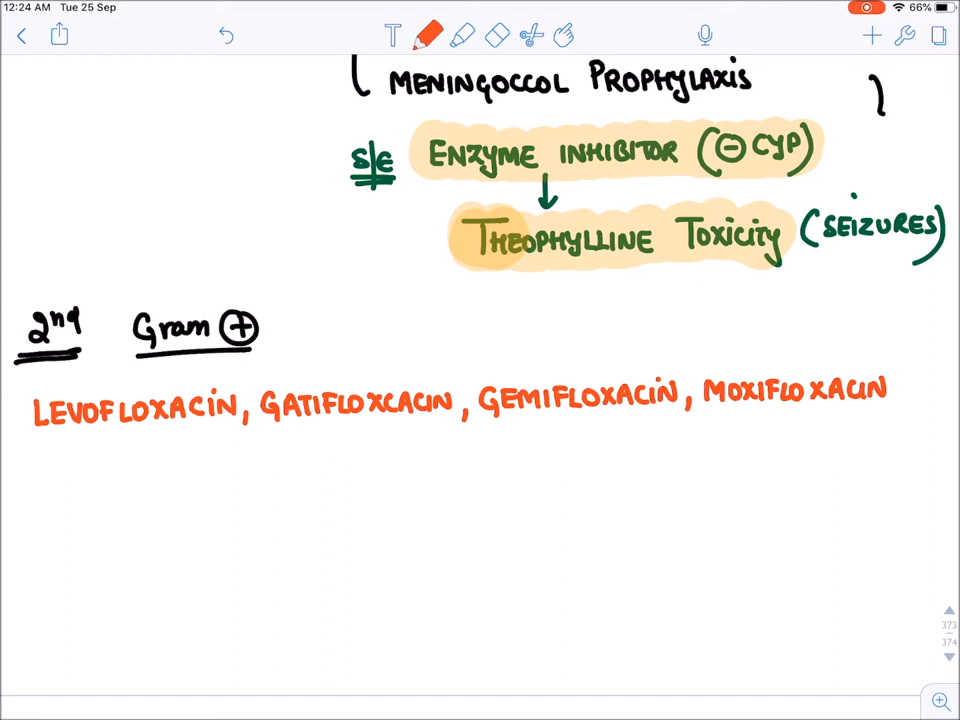 12:24 AM Tue 25 Sep 66%
MENINGOCCOL PROPHYLAXIS
S/E ENZYME INHIBITOR (⊖ CYP)
↓
THEOPHYLLINE TOXICITY (SEIZURES)
2nd Gram ⊕
LEVOFLOXACIN, GATIFLOXCACIN, GEMIFLOXACIN, MOXIFLOXACIN
373
374